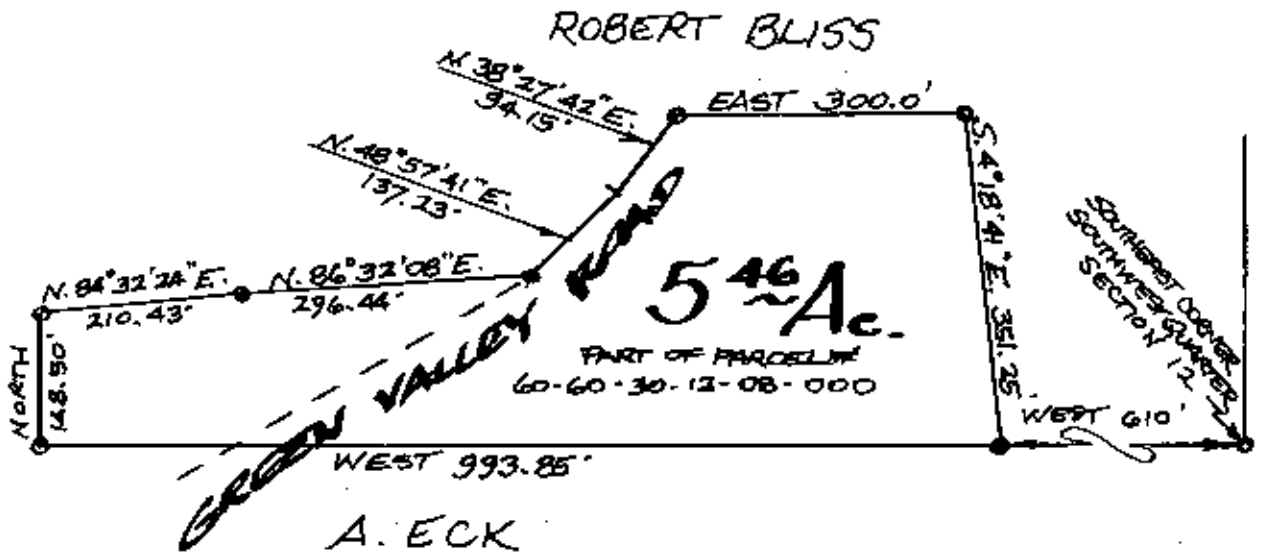 ROBERT BLISS
N. 38°27'42" E.
94.15'
EAST 300.0'
N. 48°57'41" E.
137.23'
S. 4°18'41" E. 351.25'
N. 84°32'24" E.
210.43'
N. 86°32'08" E.
296.44'
NORTH 148.50'
GREEN VALLEY ROAD
5 46 Ac.
PART OF PARCEL #
60-60-30-12-08-000
SOUTHEAST CORNER
SOUTHWEST QUARTER
SECTION 12
WEST 610'
WEST 993.85'
A. ECK